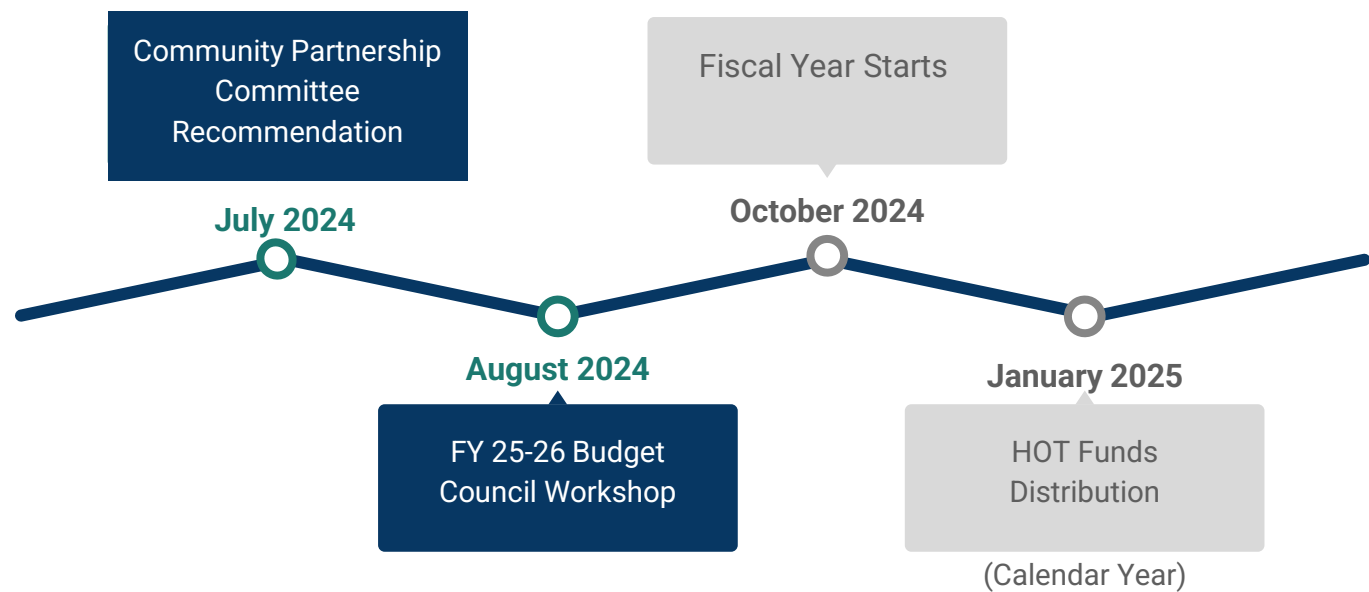 Community Partnership
Committee
Recommendation
July 2024
August 2024
FY 25-26 Budget
Council Workshop
Fiscal Year Starts
October 2024
January 2025
HOT Funds
Distribution
(Calendar Year)